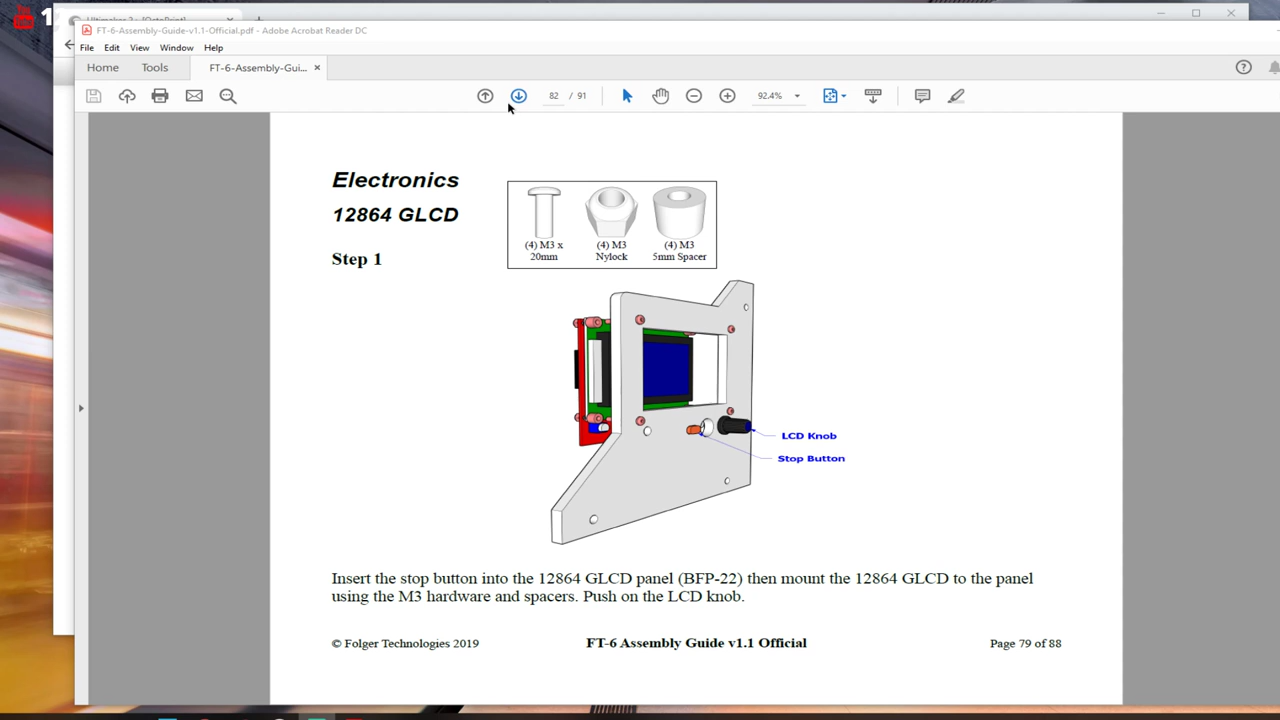 1
Ultimaker 2+ [OctoPrint]
FT-6-Assembly-Guide-v1.1-Official.pdf - Adobe Acrobat Reader DC
File Edit View Window Help
Home Tools FT-6-Assembly-Gui...
82 / 91 92.4%
Electronics
12864 GLCD
Step 1
(4) M3 x
20mm
(4) M3
Nylock
(4) M3
5mm Spacer
LCD Knob
Stop Button
Insert the stop button into the 12864 GLCD panel (BFP-22) then mount the 12864 GLCD to the panel
using the M3 hardware and spacers. Push on the LCD knob.
© Folger Technologies 2019 FT-6 Assembly Guide v1.1 Official Page 79 of 88